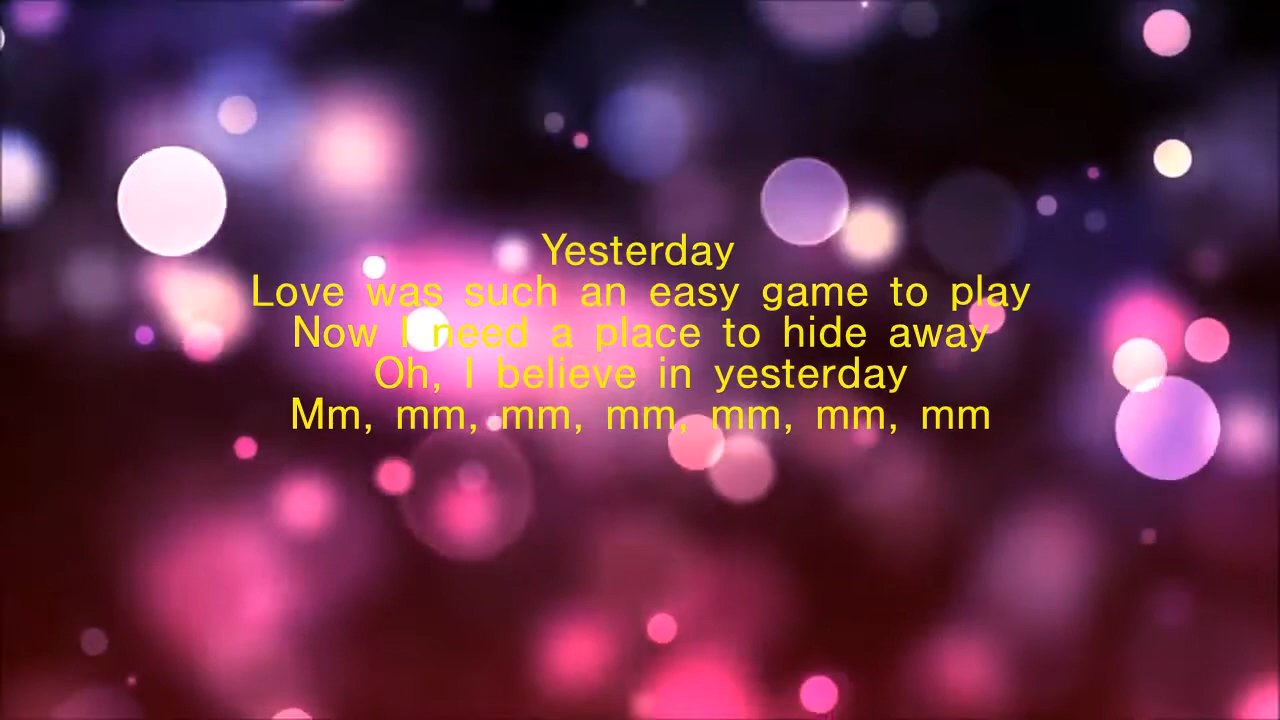 Yesterday
Love was such an easy game to play
Now I need a place to hide away
Oh, I believe in yesterday
Mm, mm, mm, mm, mm, mm, mm